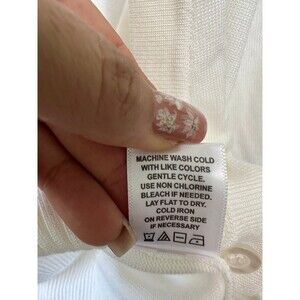 MACHINE WASH COLD
WITH LIKE COLORS
GENTLE CYCLE.
USE NON CHLORINE
BLEACH IF NEEDED.
LAY FLAT TO DRY.
COLD IRON
ON REVERSE SIDE
IF NECESSARY